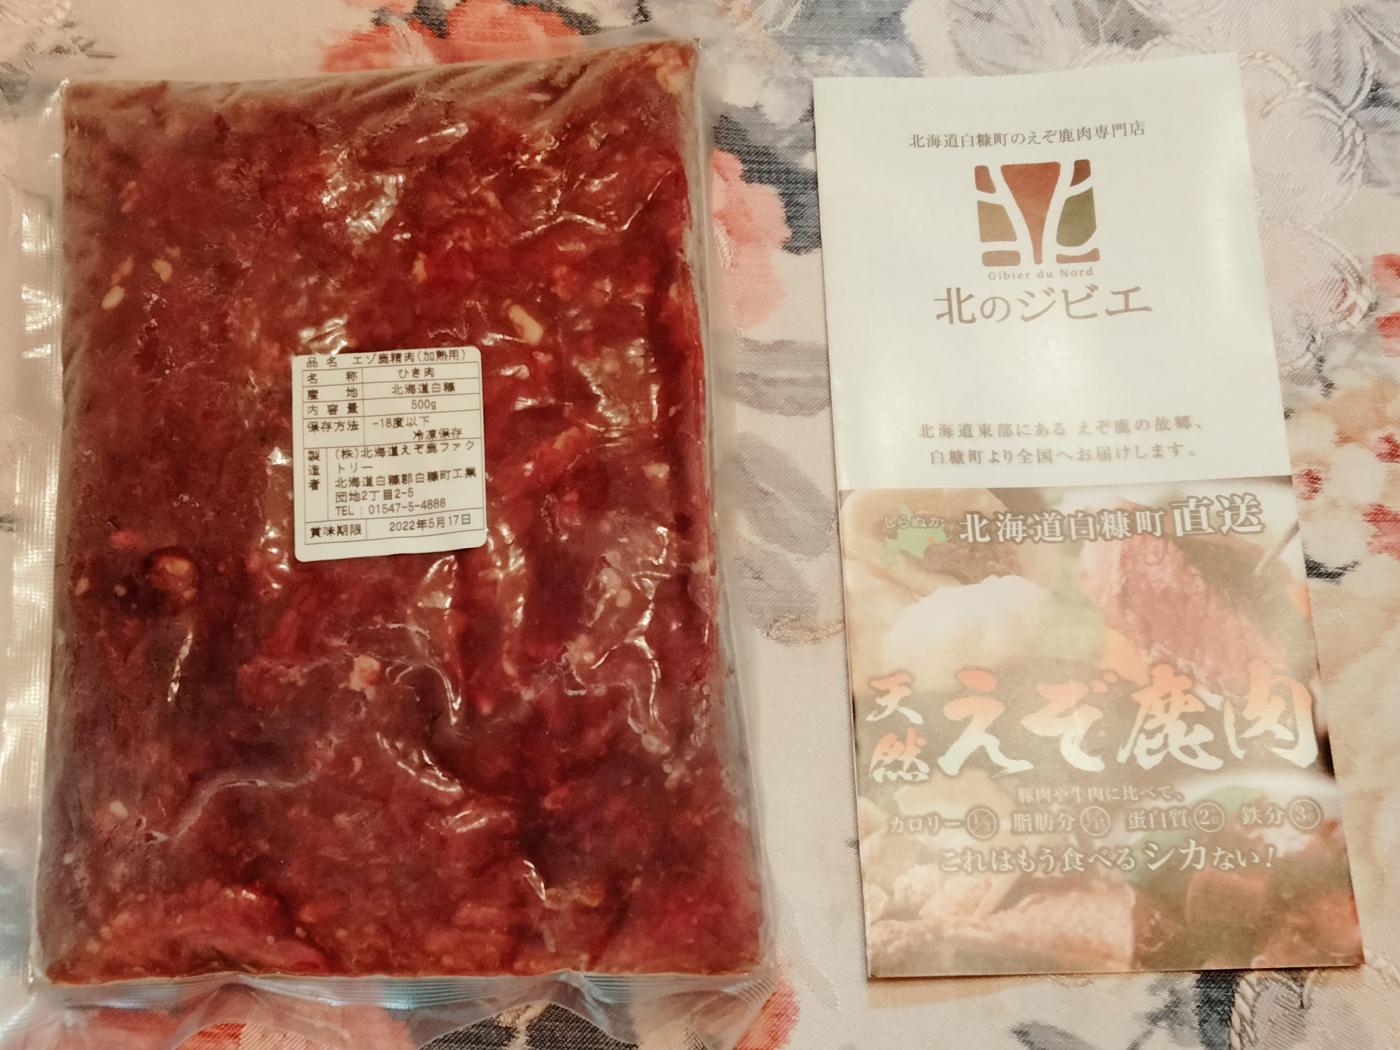 品名 エゾ鹿精肉(加熱用)
名称 ひき肉
産地 北海道白糠
内容量 500g
保存方法 -18度以下
冷凍保存
製造者 (株)北海道えぞ鹿ファク
トリー
北海道白糠郡白糠町工業
団地2丁目2-5
TEL:01547-5-4888
賞味期限 2022年5月17日
北海道白糠町のえぞ鹿肉専門店
Gibier du Nord
北のジビエ
北海道東部にある えぞ鹿の故郷、
白糠町より全国へお届けします。
しらぬか
北海道白糠町直送
天然えぞ鹿肉
豚肉や牛肉に比べて、
カロリー1/3 脂肪分1/15 蛋白質2倍 鉄分3倍
これはもう食べるシカない!